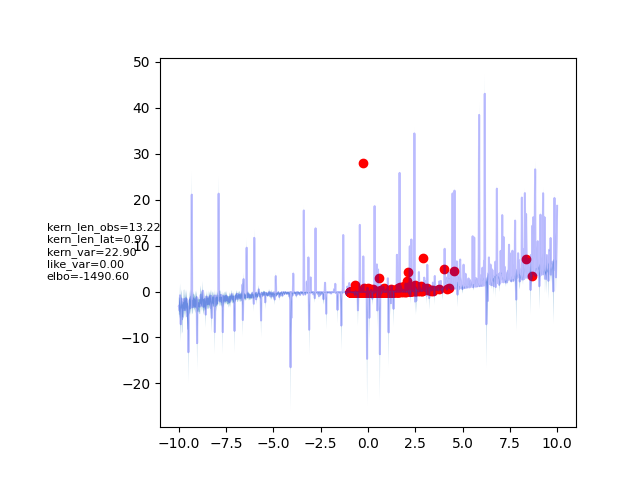 50
40
30
20
10
0
−10
−20
kern_len_obs=13.22
kern_len_lat=0.97
kern_var=22.90
like_var=0.00
elbo=-1490.60
−10.0 −7.5 −5.0 −2.5 0.0 2.5 5.0 7.5 10.0